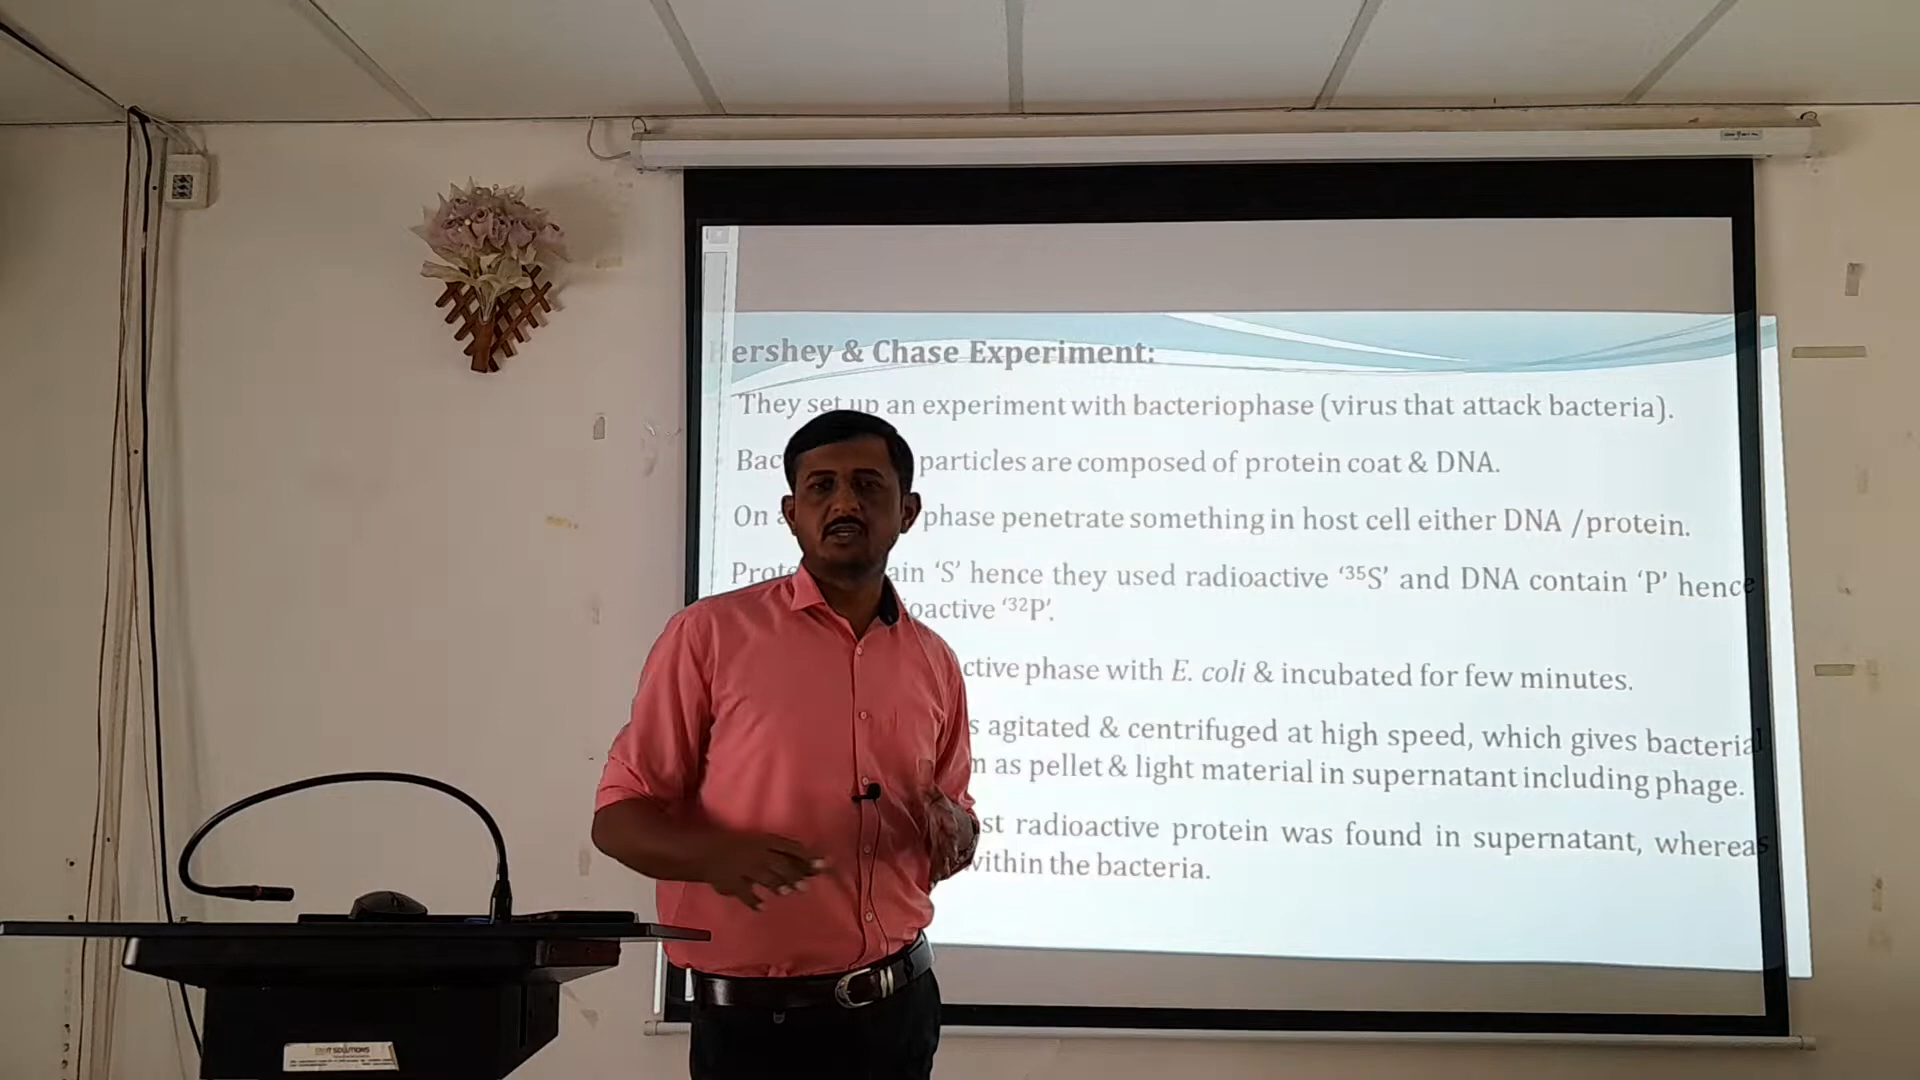 ershey & Chase Experiment:
They set up an experiment with bacteriophase (virus that attack bacteria).
Bac particles are composed of protein coat & DNA.
On a phase penetrate something in host cell either DNA /protein.
Prote ain ‘S’ hence they used radioactive ‘³⁵S’ and DNA contain ‘P’ hence
ioactive ‘³²P’.
ctive phase with E. coli & incubated for few minutes.
s agitated & centrifuged at high speed, which gives bacterial
m as pellet & light material in supernatant including phage.
st radioactive protein was found in supernatant, whereas
within the bacteria.
IT SOLUTIONS